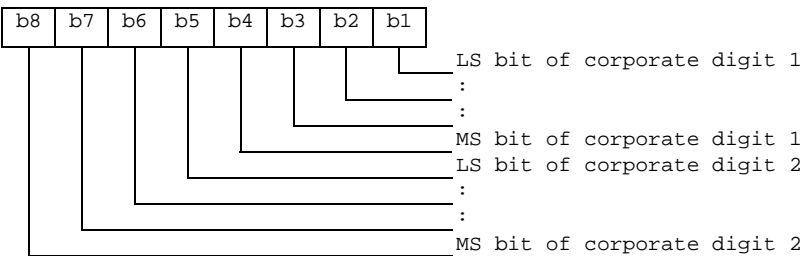 b8 b7 b6 b5 b4 b3 b2 b1
LS bit of corporate digit 1
:
:
MS bit of corporate digit 1
LS bit of corporate digit 2
:
:
MS bit of corporate digit 2